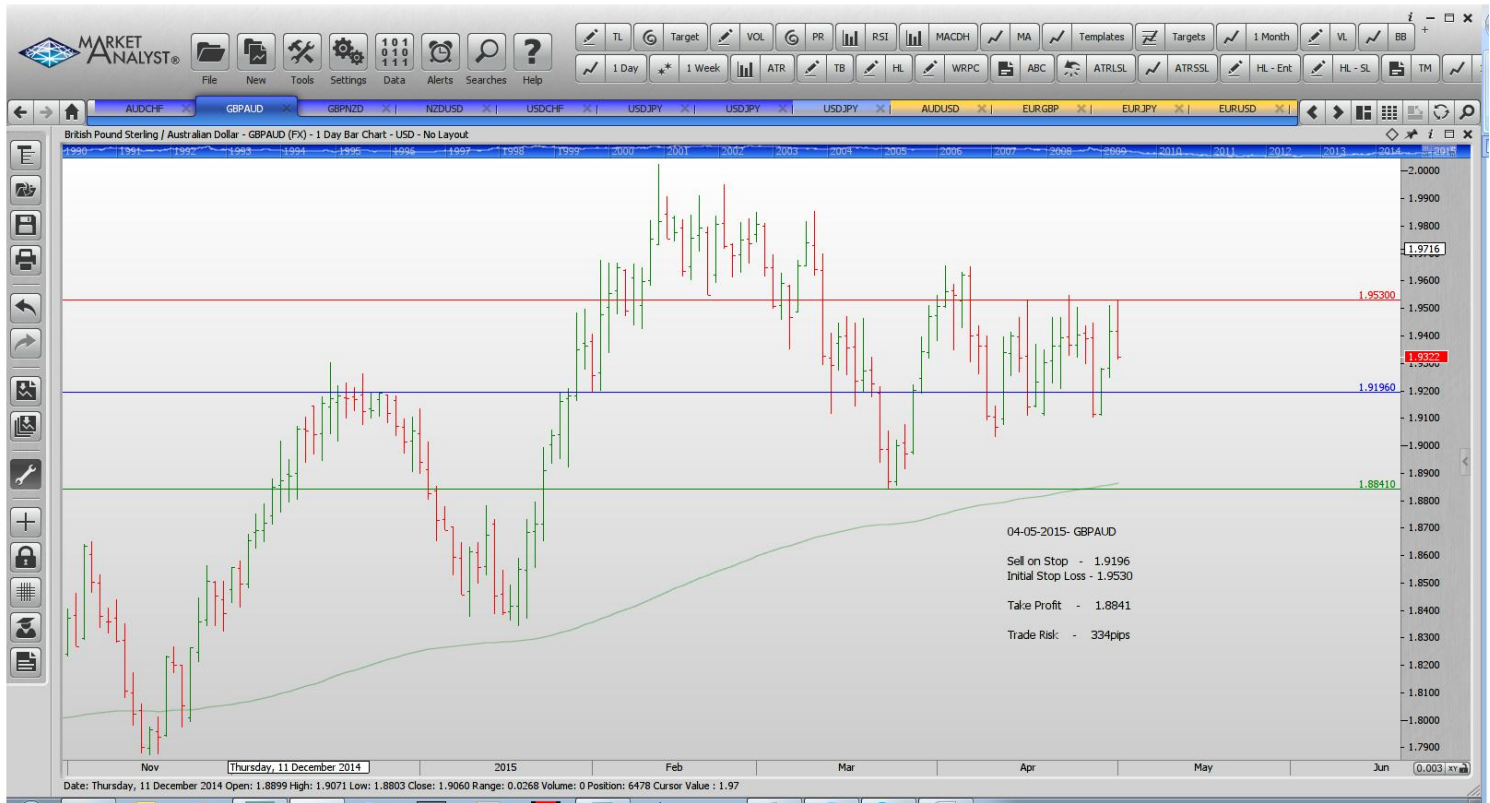 MARKET
ANALYST®
File New Tools Settings Data Alerts Searches Help
TL Target VOL PR RSI MACDH MA Templates Targets 1 Month VL BB
1 Day 1 Week ATR TB HL WRPC ABC ATRLSL ATRSSL HL - Ent HL - SL TM
AUDCHF GBPAUD GBPNZD NZDUSD USDCHF USDJPY USDJPY USDJPY AUDUSD EURGBP EURJPY EURUSD
British Pound Sterling / Australian Dollar - GBPAUD (FX) - 1 Day Bar Chart - USD - No Layout
1990 1991 1992 1993 1994 1995 1996 1997 1998 1999 2000 2001 2002 2003 2004 2005 2006 2007 2008 2009 2010 2011 2012 2013 2014 2015
2.0000
1.9900
1.9800
1.9716
1.9600
1.95300
1.9500
1.9400
1.9322
1.9300
1.91960
1.9200
1.9100
1.9000
1.8900
1.88410
1.8800
1.8700
1.8600
1.8500
1.8400
1.8300
1.8200
1.8100
1.8000
1.7900
04-05-2015- GBPAUD
Sell on Stop - 1.9196
Initial Stop Loss - 1.9530
Take Profit - 1.8841
Trade Risk - 334pips
Nov Thursday, 11 December 2014 2015 Feb Mar Apr May Jun 0.003 XY
Date: Thursday, 11 December 2014 Open: 1.8899 High: 1.9071 Low: 1.8803 Close: 1.9060 Range: 0.0268 Volume: 0 Position: 6478 Cursor Value : 1.97